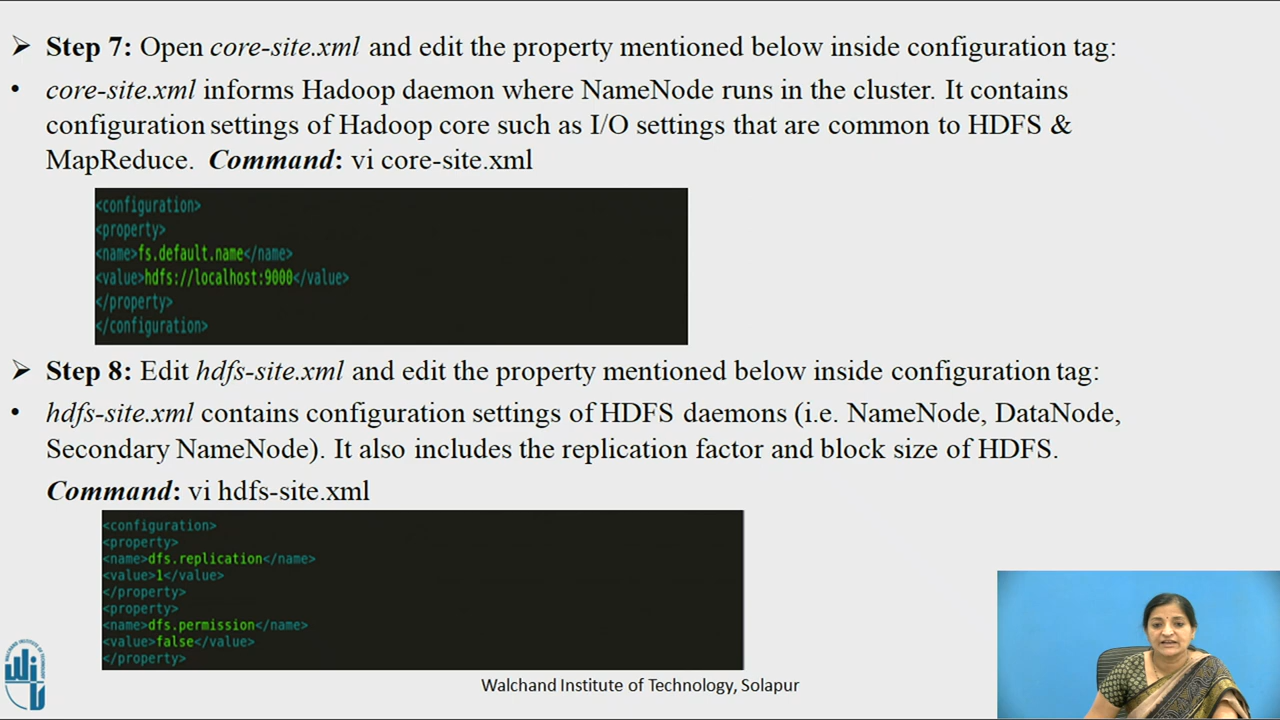 ➢ Step 7: Open core-site.xml and edit the property mentioned below inside configuration tag:
• core-site.xml informs Hadoop daemon where NameNode runs in the cluster. It contains
configuration settings of Hadoop core such as I/O settings that are common to HDFS &
MapReduce. Command: vi core-site.xml
<configuration>
<property>
<name>fs.default.name</name>
<value>hdfs://localhost:9000</value>
</property>
</configuration>
➢ Step 8: Edit hdfs-site.xml and edit the property mentioned below inside configuration tag:
• hdfs-site.xml contains configuration settings of HDFS daemons (i.e. NameNode, DataNode,
Secondary NameNode). It also includes the replication factor and block size of HDFS.
Command: vi hdfs-site.xml
<configuration>
<property>
<name>dfs.replication</name>
<value>1</value>
</property>
<property>
<name>dfs.permission</name>
<value>false</value>
</property>
WALCHAND INSTITUTE OF TECHNOLOGY
WIT
Walchand Institute of Technology, Solapur